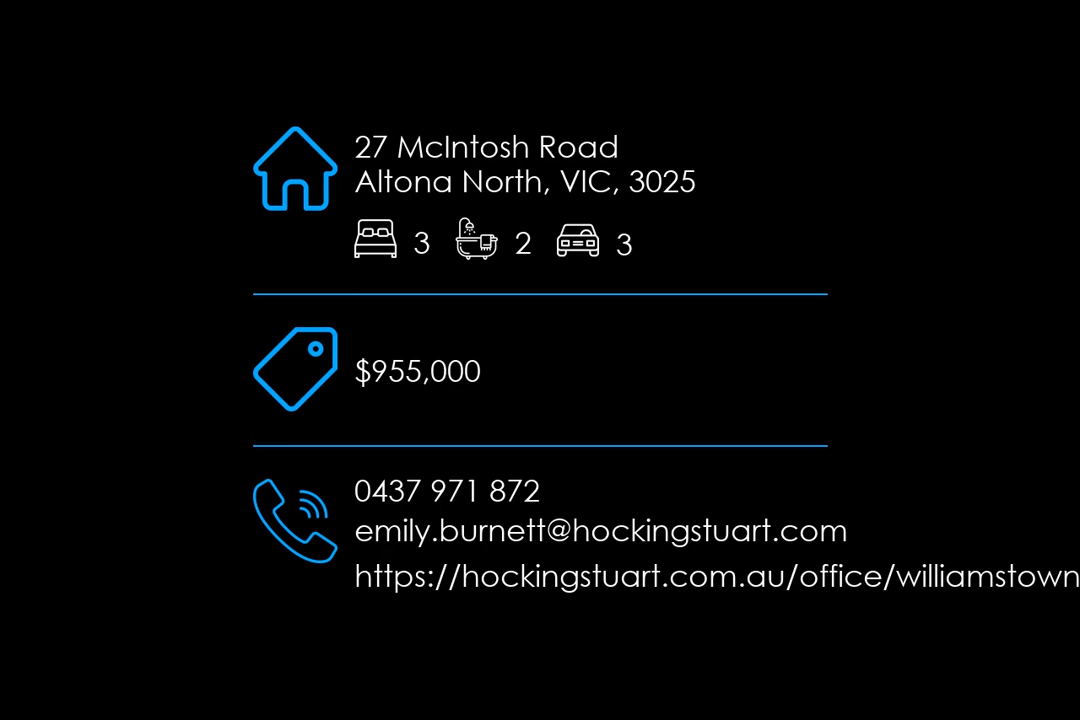 27 McIntosh Road
Altona North, VIC, 3025
3 2 3
$955,000
0437 971 872
emily.burnett@hockingstuart.com
https://hockingstuart.com.au/office/williamstown